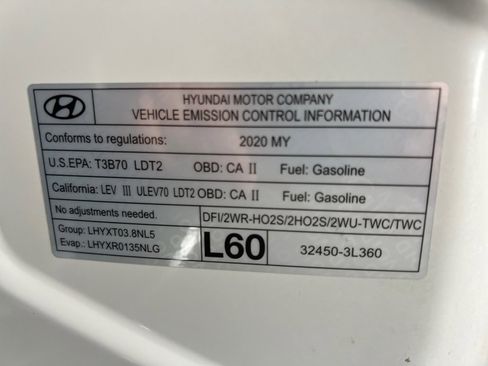 HYUNDAI MOTOR COMPANY
VEHICLE EMISSION CONTROL INFORMATION
Conforms to regulations: 2020 MY
U.S.EPA: T3B70 LDT2 OBD: CA II Fuel: Gasoline
California: LEV III ULEV70 LDT2 OBD: CA II Fuel: Gasoline
No adjustments needed. DFI/2WR-HO2S/2HO2S/2WU-TWC/TWC
Group: LHYXT03.8NL5
Evap.: LHYXR0135NLG
L60
32450-3L360